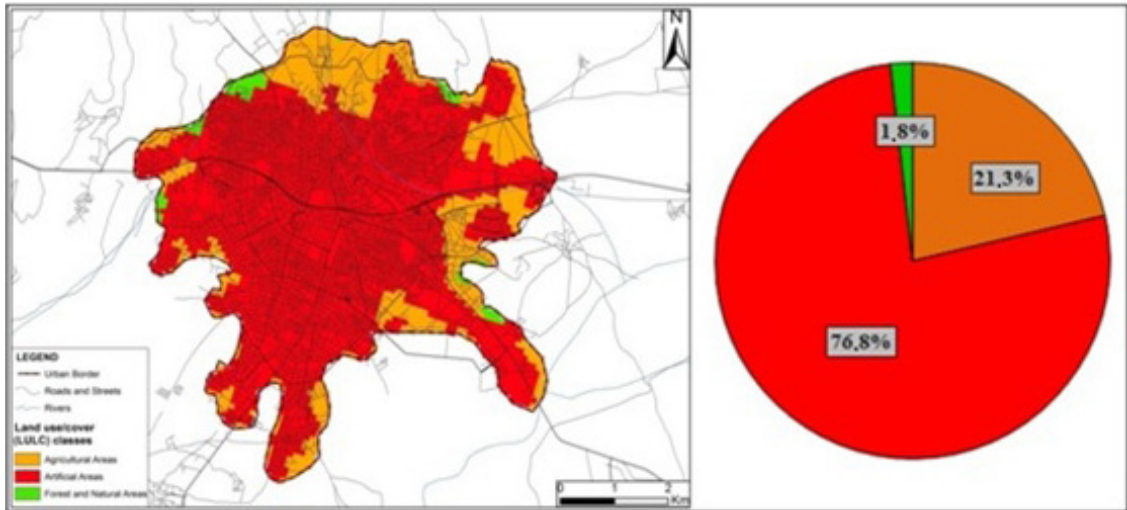 N
LEGEND
Urban Border
Roads and Streets
Rivers
Land use/cover
(LULC) classes
Agricultural Areas
Artificial Areas
Forest and Natural Areas
0 1 2
Km
1,8%
21,3%
76,8%